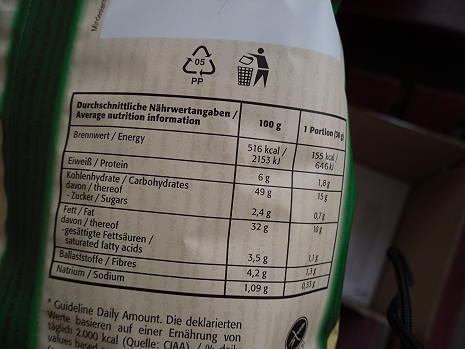 05
PP
Durchschnittliche Nährwertangaben /
Average nutrition information
100 g
1 Portion (30 g)
Brennwert / Energy
516 kcal /
2153 kJ
155 kcal /
646 kJ
Eiweiß / Protein
6 g
1,8 g
Kohlenhydrate / Carbohydrates
49 g
15 g
davon / thereof
- Zucker / Sugars
2,4 g
0,7 g
Fett / Fat
32 g
10 g
davon / thereof
-gesättigte Fettsäuren /
saturated fatty acids
3,5 g
1,1 g
Ballaststoffe / Fibres
4,2 g
1,3 g
Natrium / Sodium
1,09 g
0,33 g
* Guideline Daily Amount. Die deklarierten
Werte basieren auf einer Ernährung von
täglich 2.000 kcal (Quelle: CIAA). / % daily
values based